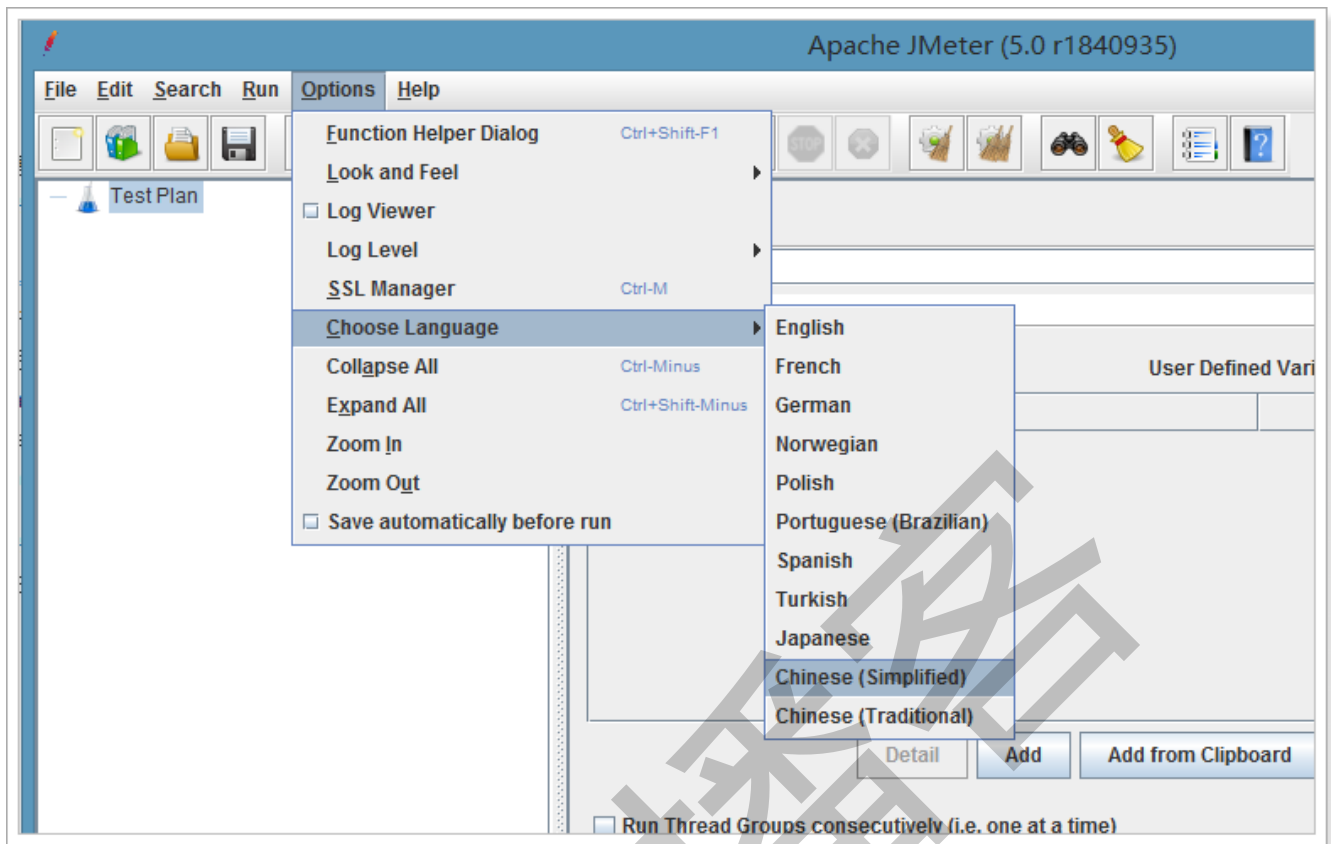 Apache JMeter (5.0 r1840935)
File Edit Search Run Options Help
Function Helper Dialog Ctrl+Shift-F1
STOP
?
Look and Feel
Test Plan
Log Viewer
Log Level
SSL Manager Ctrl-M
Choose Language
English
Collapse All Ctrl-Minus
French
User Defined Vari
Expand All Ctrl+Shift-Minus
German
Zoom In
Norwegian
Zoom Out
Polish
Save automatically before run
Portuguese (Brazilian)
Spanish
Turkish
Japanese
Chinese (Simplified)
Chinese (Traditional)
Detail Add Add from Clipboard
Run Thread Groups consecutively (i.e. one at a time)